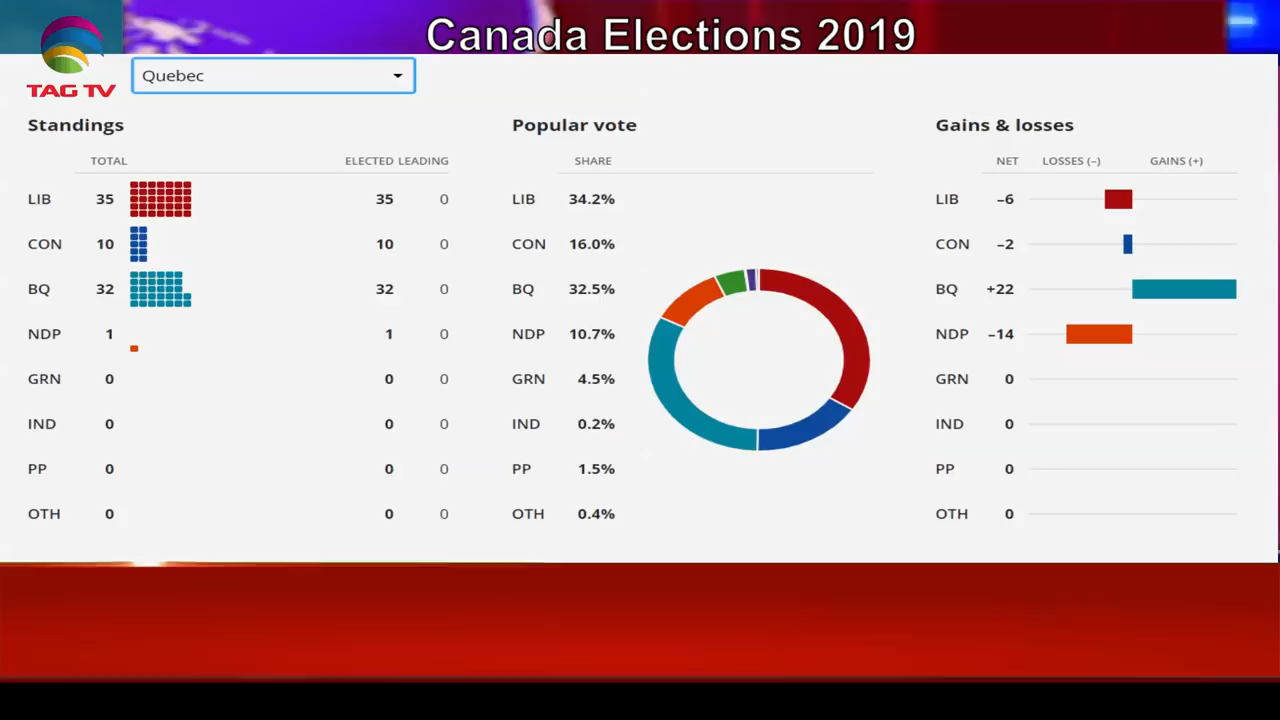 Canada Elections 2019
TAG TV
Quebec
Standings
TOTAL ELECTED LEADING
LIB 35 35 0
CON 10 10 0
BQ 32 32 0
NDP 1 1 0
GRN 0 0 0
IND 0 0 0
PP 0 0 0
OTH 0 0 0
Popular vote
SHARE
LIB 34.2%
CON 16.0%
BQ 32.5%
NDP 10.7%
GRN 4.5%
IND 0.2%
PP 1.5%
OTH 0.4%
Gains & losses
NET LOSSES (–) GAINS (+)
LIB –6
CON –2
BQ +22
NDP –14
GRN 0
IND 0
PP 0
OTH 0